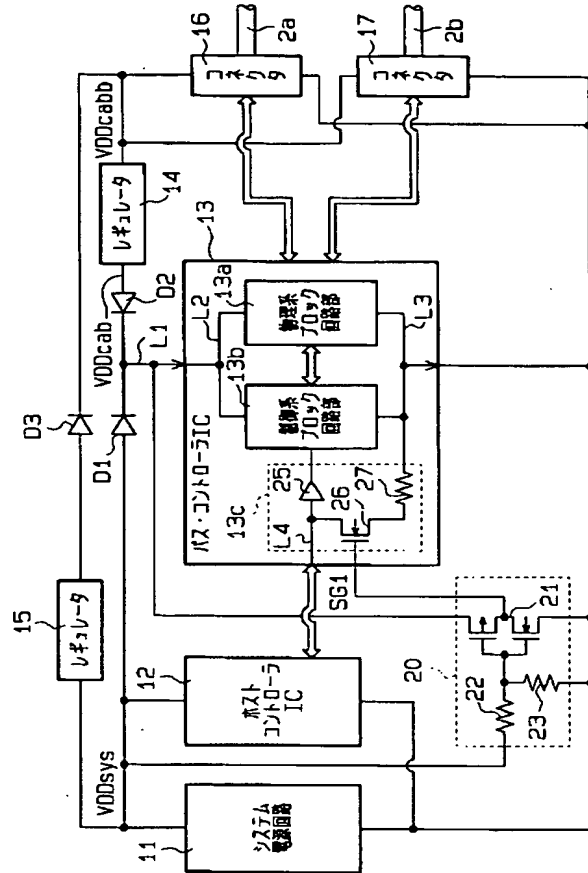 VDDsys
15
レギュレータ
D3
VDDcabb
16
コネクタ
2a
D1
VDDcab
L1
D2
レギュレータ
14
17
コネクタ
2b
11
システム
電源回路
12
ホスト
コントローラ
IC
バス・コントローラIC
13
L2
13b
制御系
ブロック
回路部
13a
物理系
ブロック
回路部
L3
13c
25
L4
26
27
SG1
20
21
22
23